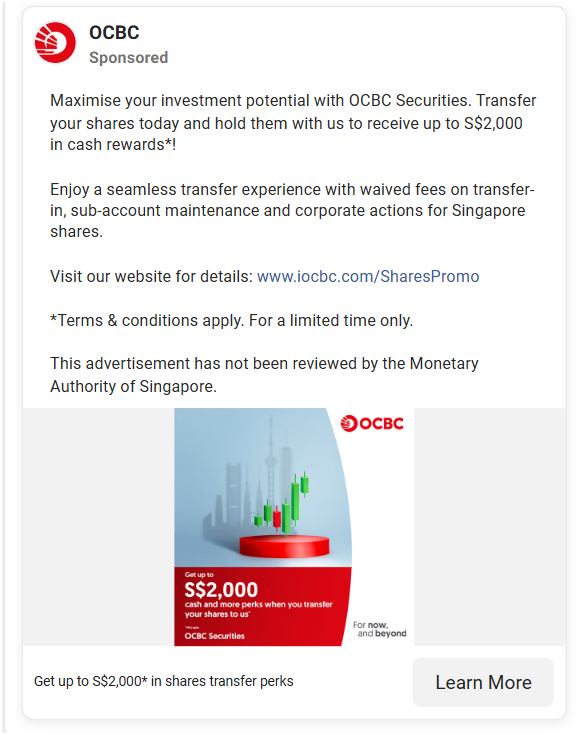 OCBC
Sponsored
Maximise your investment potential with OCBC Securities. Transfer
your shares today and hold them with us to receive up to S$2,000
in cash rewards*!
Enjoy a seamless transfer experience with waived fees on transfer-
in, sub-account maintenance and corporate actions for Singapore
shares.
Visit our website for details: www.iocbc.com/SharesPromo
*Terms & conditions apply. For a limited time only.
This advertisement has not been reviewed by the Monetary
Authority of Singapore.
OCBC
Get up to
S$2,000
cash and more perks when you transfer
your shares to us*
OCBC Securities
For now,
and beyond
Get up to S$2,000* in shares transfer perks
Learn More